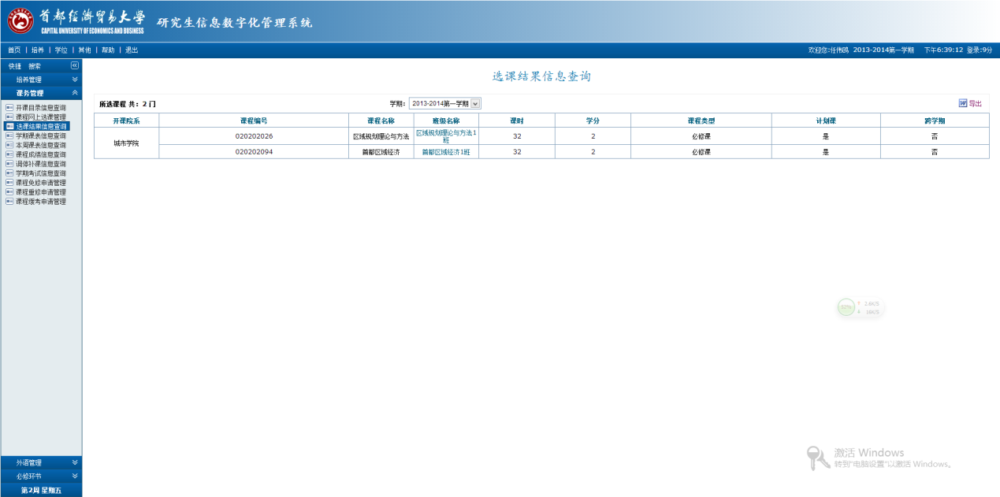 首都经济贸易大学 研究生信息数字化管理系统
CAPITAL UNIVERSITY OF ECONOMICS AND BUSINESS
首页 | 培养 | 学位 | 其他 | 帮助 | 退出
欢迎您:任伟鸥 2013-2014第一学期 下午6:39:12 登录:9分
快捷 搜索
培养管理
课务管理
开课目录信息查询
课程网上选课管理
选课结果信息查询
学期课表信息查询
本周课表信息查询
课程成绩信息查询
调停补课信息查询
学期考试信息查询
课程免修申请管理
课程重修申请管理
课程缓考申请管理
外语管理
必修环节
第2周 星期五
选课结果信息查询
所选课程 共: 2 门 学期: 2013-2014第一学期 导出
开课院系 课程编号 课程名称 班级名称 课时 学分 课程类型 计划课 跨学期
城市学院 020202026 区域规划理论与方法 区域规划理论与方法1班 32 2 必修课 是 否
020202094 首都区域经济 首都区域经济1班 32 2 必修课 是 否
激活 Windows
转到"电脑设置"以激活 Windows。